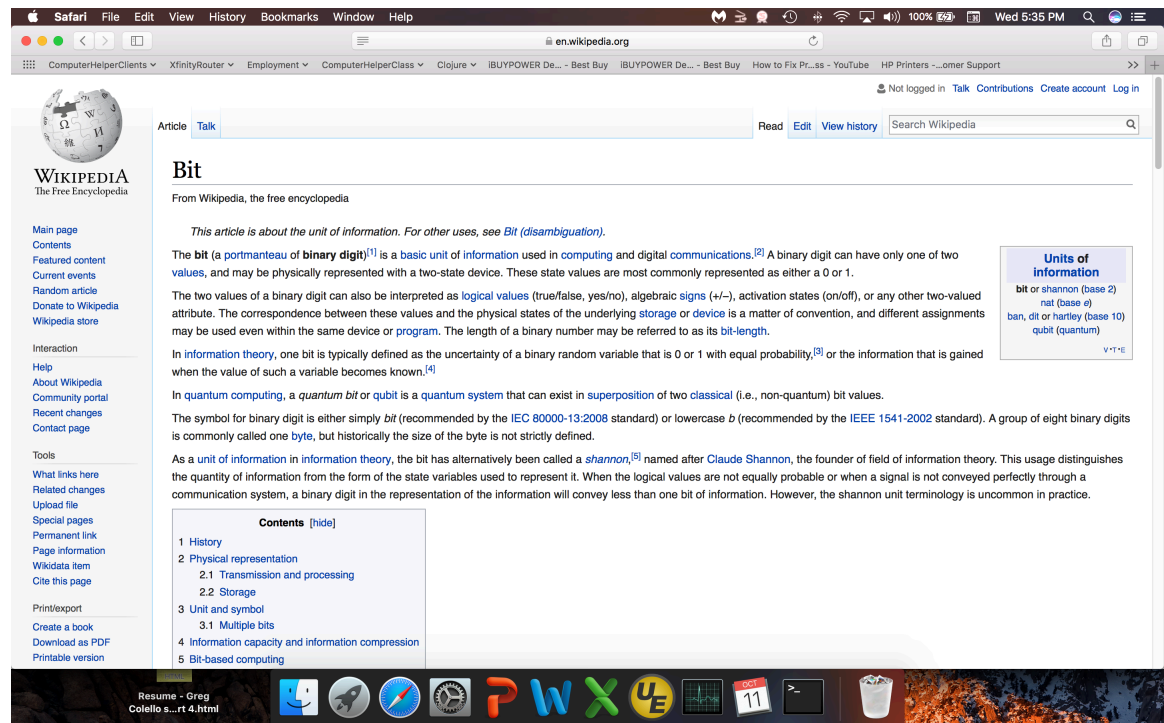 Safari File Edit View History Bookmarks Window Help 100% Wed 5:35 PM
en.wikipedia.org
ComputerHelperClients XfinityRouter Employment ComputerHelperClass Clojure iBUYPOWER De... - Best Buy iBUYPOWER De... - Best Buy How to Fix Pr...ss - YouTube HP Printers -...omer Support >> +
Not logged in Talk Contributions Create account Log in
Article Talk Read Edit View history Search Wikipedia
Ω W И 維 7
WIKIPEDIA
The Free Encyclopedia
Main page
Contents
Featured content
Current events
Random article
Donate to Wikipedia
Wikipedia store
Interaction
Help
About Wikipedia
Community portal
Recent changes
Contact page
Tools
What links here
Related changes
Upload file
Special pages
Permanent link
Page information
Wikidata item
Cite this page
Print/export
Create a book
Download as PDF
Printable version
Bit
From Wikipedia, the free encyclopedia
This article is about the unit of information. For other uses, see Bit (disambiguation).
The bit (a portmanteau of binary digit)[1] is a basic unit of information used in computing and digital communications.[2] A binary digit can have only one of two
values, and may be physically represented with a two-state device. These state values are most commonly represented as either a 0 or 1.
The two values of a binary digit can also be interpreted as logical values (true/false, yes/no), algebraic signs (+/–), activation states (on/off), or any other two-valued
attribute. The correspondence between these values and the physical states of the underlying storage or device is a matter of convention, and different assignments
may be used even within the same device or program. The length of a binary number may be referred to as its bit-length.
In information theory, one bit is typically defined as the uncertainty of a binary random variable that is 0 or 1 with equal probability,[3] or the information that is gained
when the value of such a variable becomes known.[4]
In quantum computing, a quantum bit or qubit is a quantum system that can exist in superposition of two classical (i.e., non-quantum) bit values.
The symbol for binary digit is either simply bit (recommended by the IEC 80000-13:2008 standard) or lowercase b (recommended by the IEEE 1541-2002 standard). A group of eight binary digits
is commonly called one byte, but historically the size of the byte is not strictly defined.
As a unit of information in information theory, the bit has alternatively been called a shannon,[5] named after Claude Shannon, the founder of field of information theory. This usage distinguishes
the quantity of information from the form of the state variables used to represent it. When the logical values are not equally probable or when a signal is not conveyed perfectly through a
communication system, a binary digit in the representation of the information will convey less than one bit of information. However, the shannon unit terminology is uncommon in practice.
Units of
information
bit or shannon (base 2)
nat (base e)
ban, dit or hartley (base 10)
qubit (quantum)
V•T•E
Contents [hide]
1 History
2 Physical representation
2.1 Transmission and processing
2.2 Storage
3 Unit and symbol
3.1 Multiple bits
4 Information capacity and information compression
5 Bit-based computing
HTML
Resume - Greg
Colello s...rt 4.html
P W X UE
OCT
11
>_